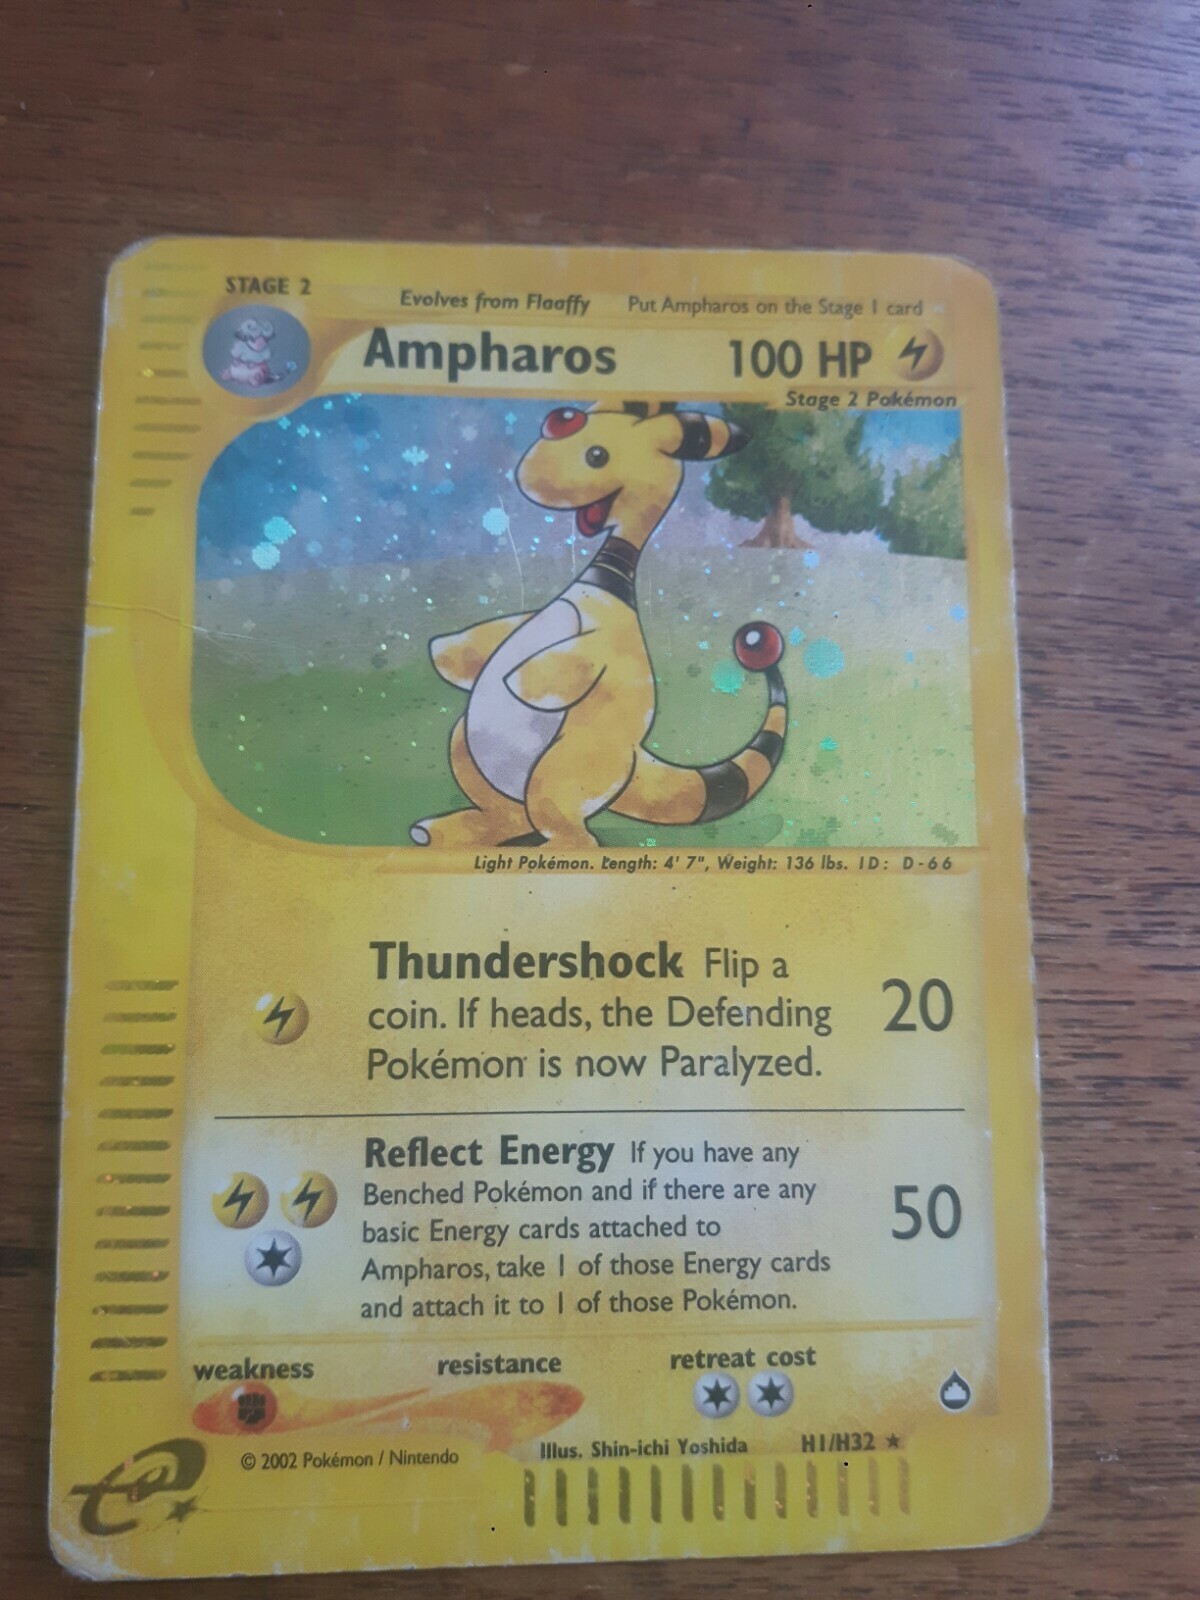 STAGE 2
Evolves from Flaaffy Put Ampharos on the Stage 1 card
Ampharos 100 HP
Stage 2 Pokémon
Light Pokémon. Length: 4' 7", Weight: 136 lbs. ID: D-66
Thundershock Flip a
coin. If heads, the Defending
Pokémon is now Paralyzed.
20
Reflect Energy If you have any
Benched Pokémon and if there are any
basic Energy cards attached to
Ampharos, take 1 of those Energy cards
and attach it to 1 of those Pokémon.
50
weakness resistance retreat cost
© 2002 Pokémon / Nintendo
Illus. Shin-ichi Yoshida H1/H32 ★
e